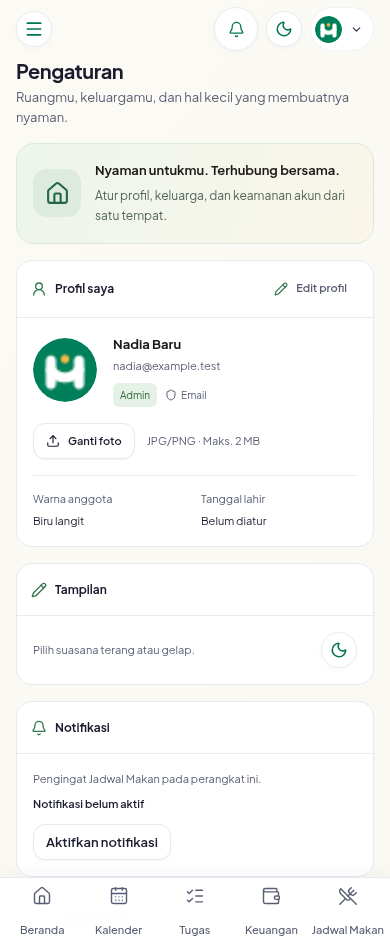 Pengaturan
Ruangmu, keluargamu, dan hal kecil yang membuatnya
nyaman.
Nyaman untukmu. Terhubung bersama.
Atur profil, keluarga, dan keamanan akun dari
satu tempat.
Profil saya
Edit profil
Nadia Baru
nadia@example.test
Admin
Email
Ganti foto
JPG/PNG · Maks. 2 MB
Warna anggota
Tanggal lahir
Biru langit
Belum diatur
Tampilan
Pilih suasana terang atau gelap.
Notifikasi
Pengingat Jadwal Makan pada perangkat ini.
Notifikasi belum aktif
Aktifkan notifikasi
Beranda
Kalender
Tugas
Keuangan
Jadwal Makan